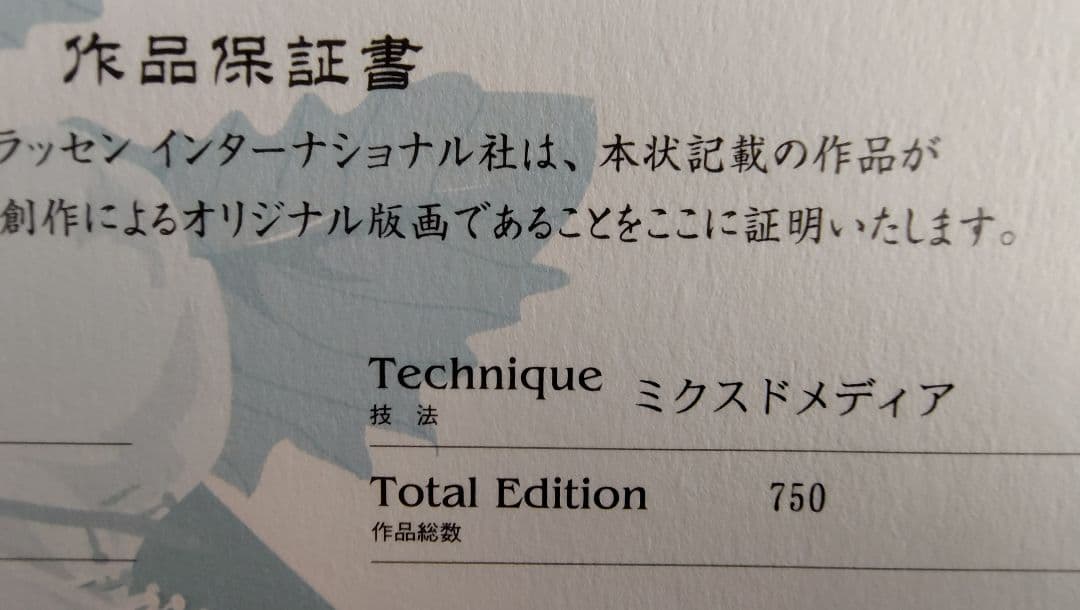 作品保証書
ラッセン インターナショナル社は、本状記載の作品が
創作によるオリジナル版画であることをここに証明いたします。
Technique ミクスドメディア
技 法
Total Edition 750
作品総数